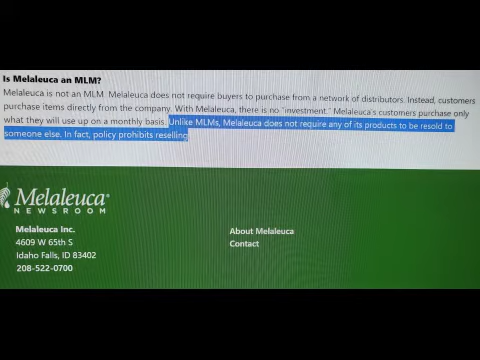 Is Melaleuca an MLM?
Melaleuca is not an MLM. Melaleuca does not require buyers to purchase from a network of distributors. Instead, customers
purchase items directly from the company. With Melaleuca, there is no "investment." Melaleuca's customers purchase only
what they will use up on a monthly basis. Unlike MLMs, Melaleuca does not require any of its products to be resold to
someone else. In fact, policy prohibits reselling
Melaleuca®
NEWSROOM
Melaleuca Inc.
4609 W 65th S
Idaho Falls, ID 83402
208-522-0700
About Melaleuca
Contact